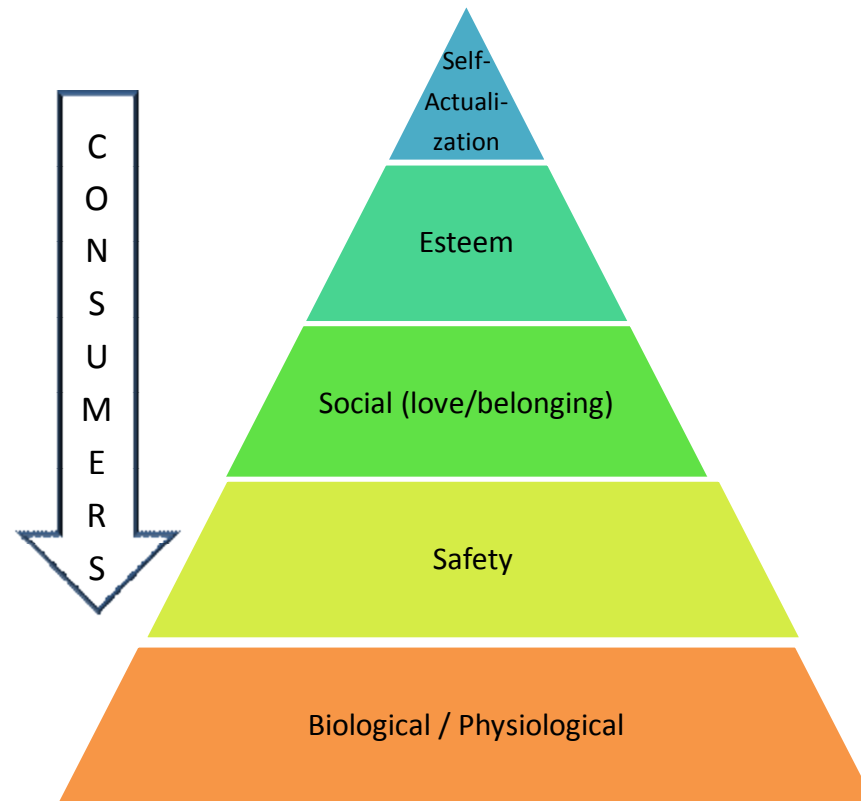 C
O
N
S
U
M
E
R
S
Self-
Actuali-
zation
Esteem
Social (love/belonging)
Safety
Biological / Physiological